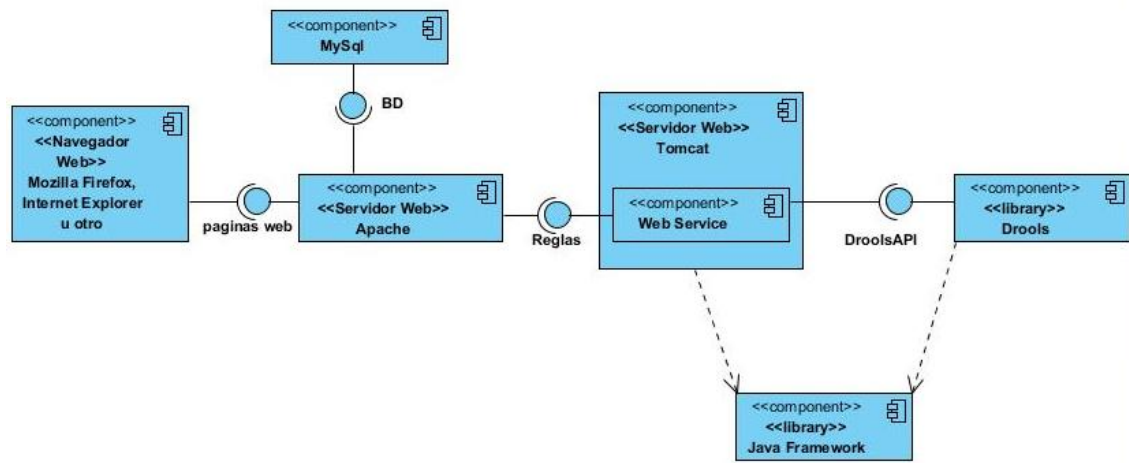 <<component>>
MySql
BD
<<component>>
<<Navegador
Web>>
Mozilla Firefox,
Internet Explorer
u otro
paginas web
<<component>>
<<Servidor Web>>
Apache
Reglas
<<component>>
<<Servidor Web>>
Tomcat
<<component>>
Web Service
DroolsAPI
<<component>>
<<library>>
Drools
<<component>>
<<library>>
Java Framework